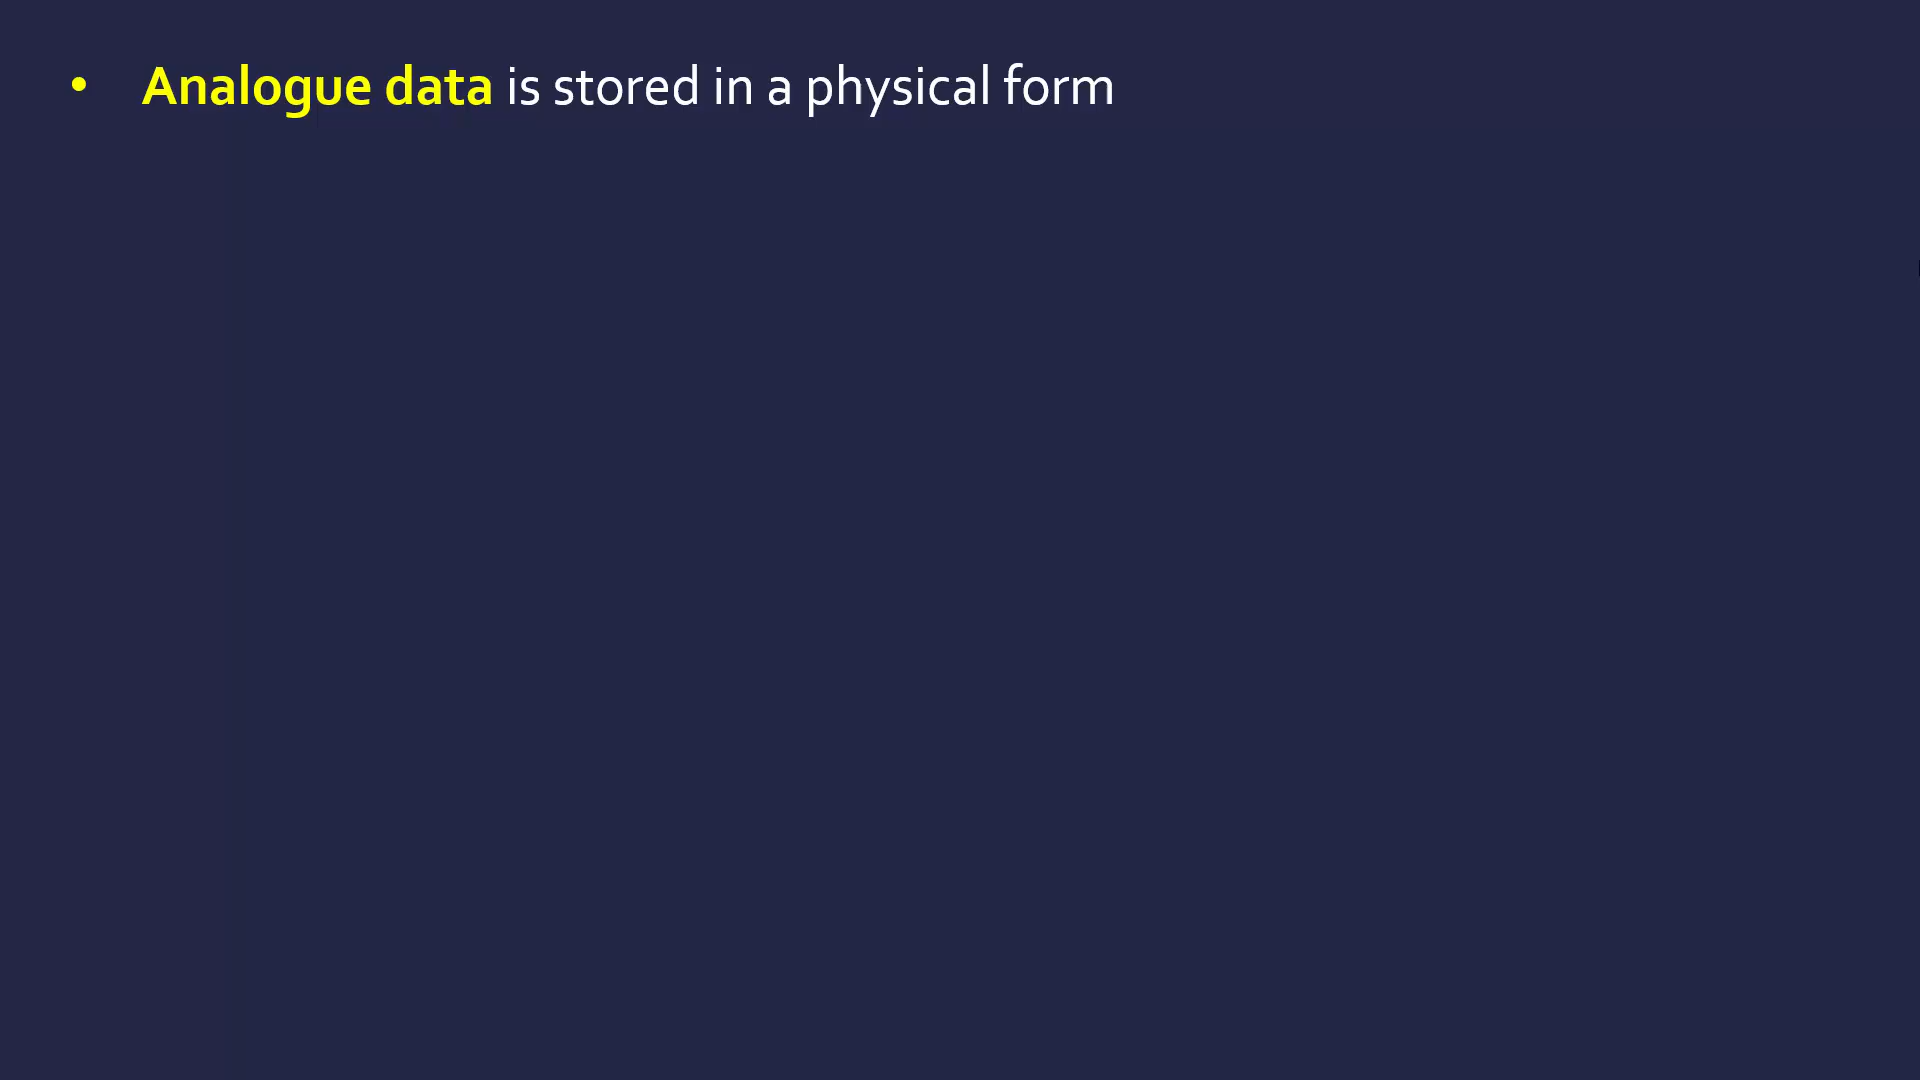 • Analogue data is stored in a physical form